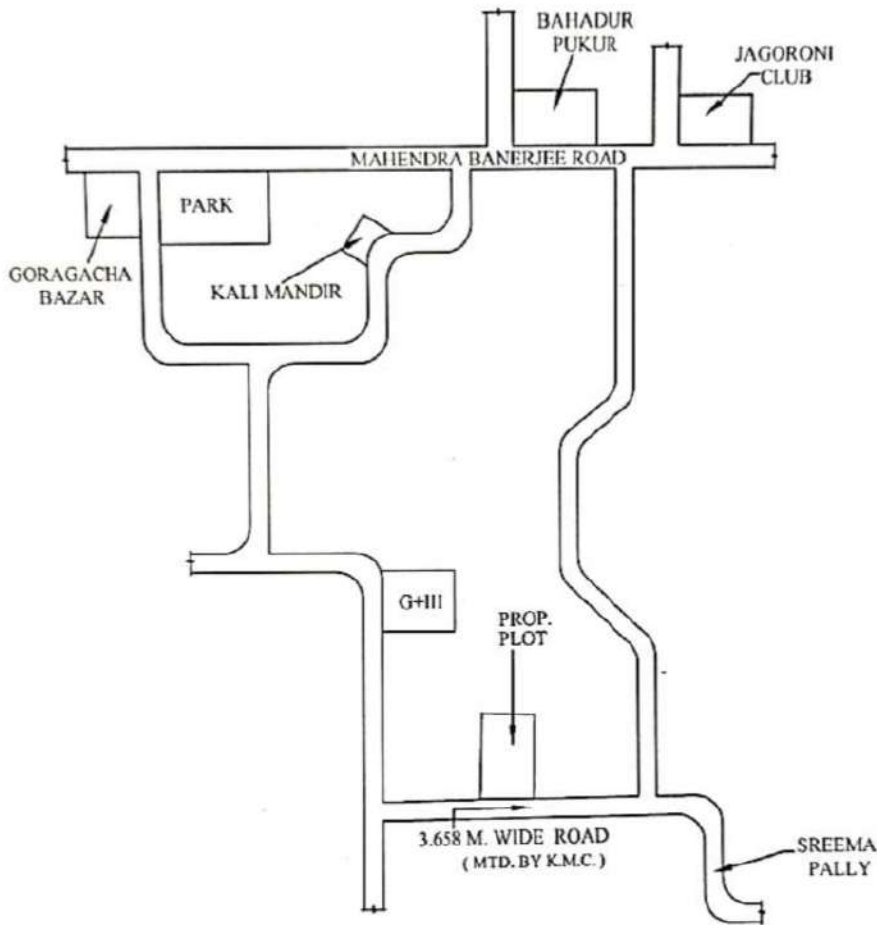 BAHADUR
PUKUR
JAGORONI
CLUB
MAHENDRA BANERJEE ROAD
PARK
GORAGACHA
BAZAR
KALI MANDIR
G+III
PROP.
PLOT
3.658 M. WIDE ROAD
( MTD. BY K.M.C. )
SREEMA
PALLY